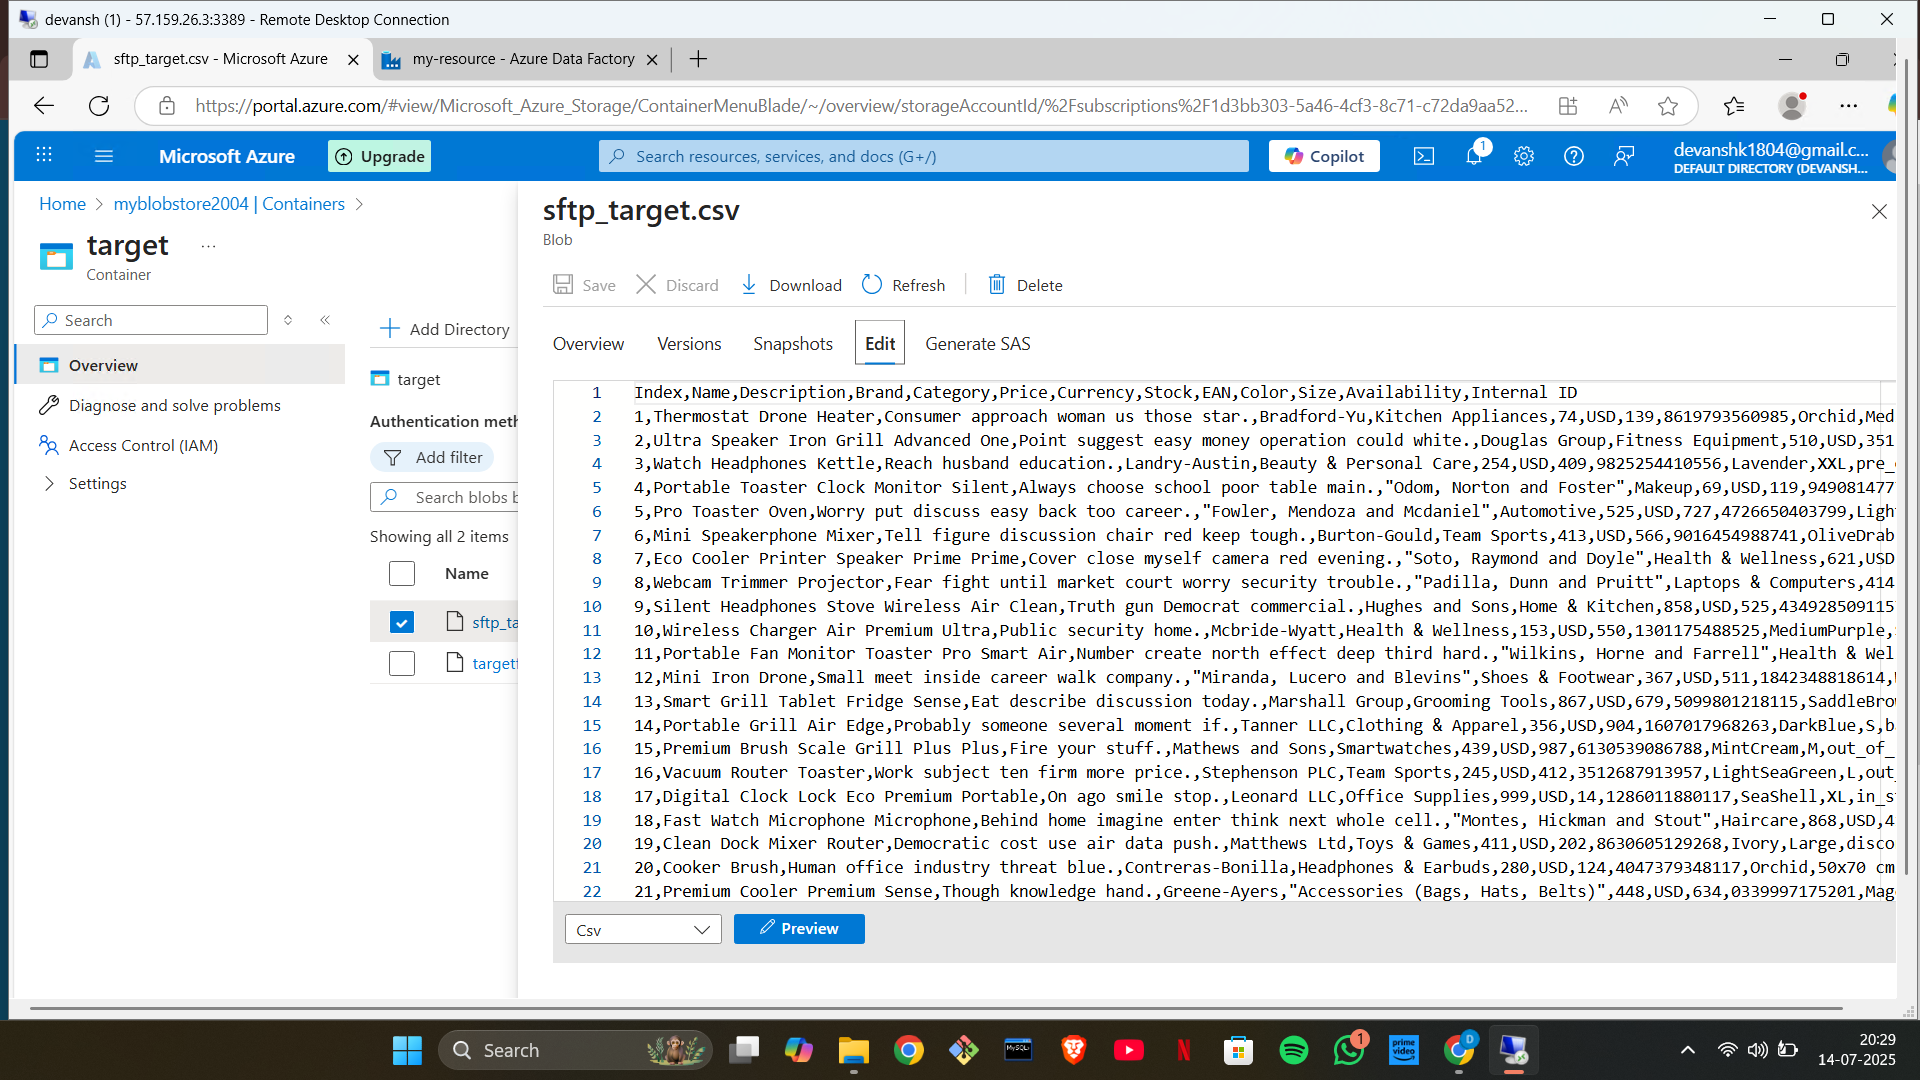 devansh (1) - 57.159.26.3:3389 - Remote Desktop Connection
sftp_target.csv - Microsoft Azure
my-resource - Azure Data Factory
https://portal.azure.com/#view/Microsoft_Azure_Storage/ContainerMenuBlade/~/overview/storageAccountId/%2Fsubscriptions%2F1d3bb303-5a46-4cf3-8c71-c72da9aa52...
Microsoft Azure
Upgrade
Search resources, services, and docs (G+/)
Copilot
1
devanshk1804@gmail.c...
DEFAULT DIRECTORY (DEVANSH...
Home > myblobstore2004 | Containers >
target
...
Container
Search
Overview
Diagnose and solve problems
Access Control (IAM)
Settings
Add Directory
target
Authentication meth
Add filter
Search blobs b
Showing all 2 items
Name
sftp_ta
target
sftp_target.csv
Blob
Save
Discard
Download
Refresh
Delete
Overview
Versions
Snapshots
Edit
Generate SAS
1 Index,Name,Description,Brand,Category,Price,Currency,Stock,EAN,Color,Size,Availability,Internal ID
2 1,Thermostat Drone Heater,Consumer approach woman us those star.,Bradford-Yu,Kitchen Appliances,74,USD,139,8619793560985,Orchid,Med
3 2,Ultra Speaker Iron Grill Advanced One,Point suggest easy money operation could white.,Douglas Group,Fitness Equipment,510,USD,351
4 3,Watch Headphones Kettle,Reach husband education.,Landry-Austin,Beauty & Personal Care,254,USD,409,9825254410556,Lavender,XXL,pre_
5 4,Portable Toaster Clock Monitor Silent,Always choose school poor table main.,"Odom, Norton and Foster",Makeup,69,USD,119,949081477
6 5,Pro Toaster Oven,Worry put discuss easy back too career.,"Fowler, Mendoza and Mcdaniel",Automotive,525,USD,727,4726650403799,Ligh
7 6,Mini Speakerphone Mixer,Tell figure discussion chair red keep tough.,Burton-Gould,Team Sports,413,USD,566,9016454988741,OliveDrab
8 7,Eco Cooler Printer Speaker Prime Prime,Cover close myself camera red evening.,"Soto, Raymond and Doyle",Health & Wellness,621,USD
9 8,Webcam Trimmer Projector,Fear fight until market court worry security trouble.,"Padilla, Dunn and Pruitt",Laptops & Computers,414
10 9,Silent Headphones Stove Wireless Air Clean,Truth gun Democrat commercial.,Hughes and Sons,Home & Kitchen,858,USD,525,434928509115
11 10,Wireless Charger Air Premium Ultra,Public security home.,Mcbride-Wyatt,Health & Wellness,153,USD,550,1301175488525,MediumPurple,
12 11,Portable Fan Monitor Toaster Pro Smart Air,Number create north effect deep third hard.,"Wilkins, Horne and Farrell",Health & Wel
13 12,Mini Iron Drone,Small meet inside career walk company.,"Miranda, Lucero and Blevins",Shoes & Footwear,367,USD,511,1842348818614,
14 13,Smart Grill Tablet Fridge Sense,Eat describe discussion today.,Marshall Group,Grooming Tools,867,USD,679,5099801218115,SaddleBro
15 14,Portable Grill Air Edge,Probably someone several moment if.,Tanner LLC,Clothing & Apparel,356,USD,904,1607017968263,DarkBlue,S,b
16 15,Premium Brush Scale Grill Plus Plus,Fire your stuff.,Mathews and Sons,Smartwatches,439,USD,987,6130539086788,MintCream,M,out_of_
17 16,Vacuum Router Toaster,Work subject ten firm more price.,Stephenson PLC,Team Sports,245,USD,412,3512687913957,LightSeaGreen,L,out_
18 17,Digital Clock Lock Eco Premium Portable,On ago smile stop.,Leonard LLC,Office Supplies,999,USD,14,1286011880117,SeaShell,XL,in_s
19 18,Fast Watch Microphone Microphone,Behind home imagine enter think next whole cell.,"Montes, Hickman and Stout",Haircare,868,USD,4
20 19,Clean Dock Mixer Router,Democratic cost use air data push.,Matthews Ltd,Toys & Games,411,USD,202,8630605129268,Ivory,Large,disco
21 20,Cooker Brush,Human office industry threat blue.,Contreras-Bonilla,Headphones & Earbuds,280,USD,124,4047379348117,Orchid,50x70 cm
22 21,Premium Cooler Premium Sense,Though knowledge hand.,Greene-Ayers,"Accessories (Bags, Hats, Belts)",448,USD,634,0339997175201,Mag
Csv
Preview
Search
MySQL
1
prime video
D
20:29
14-07-2025